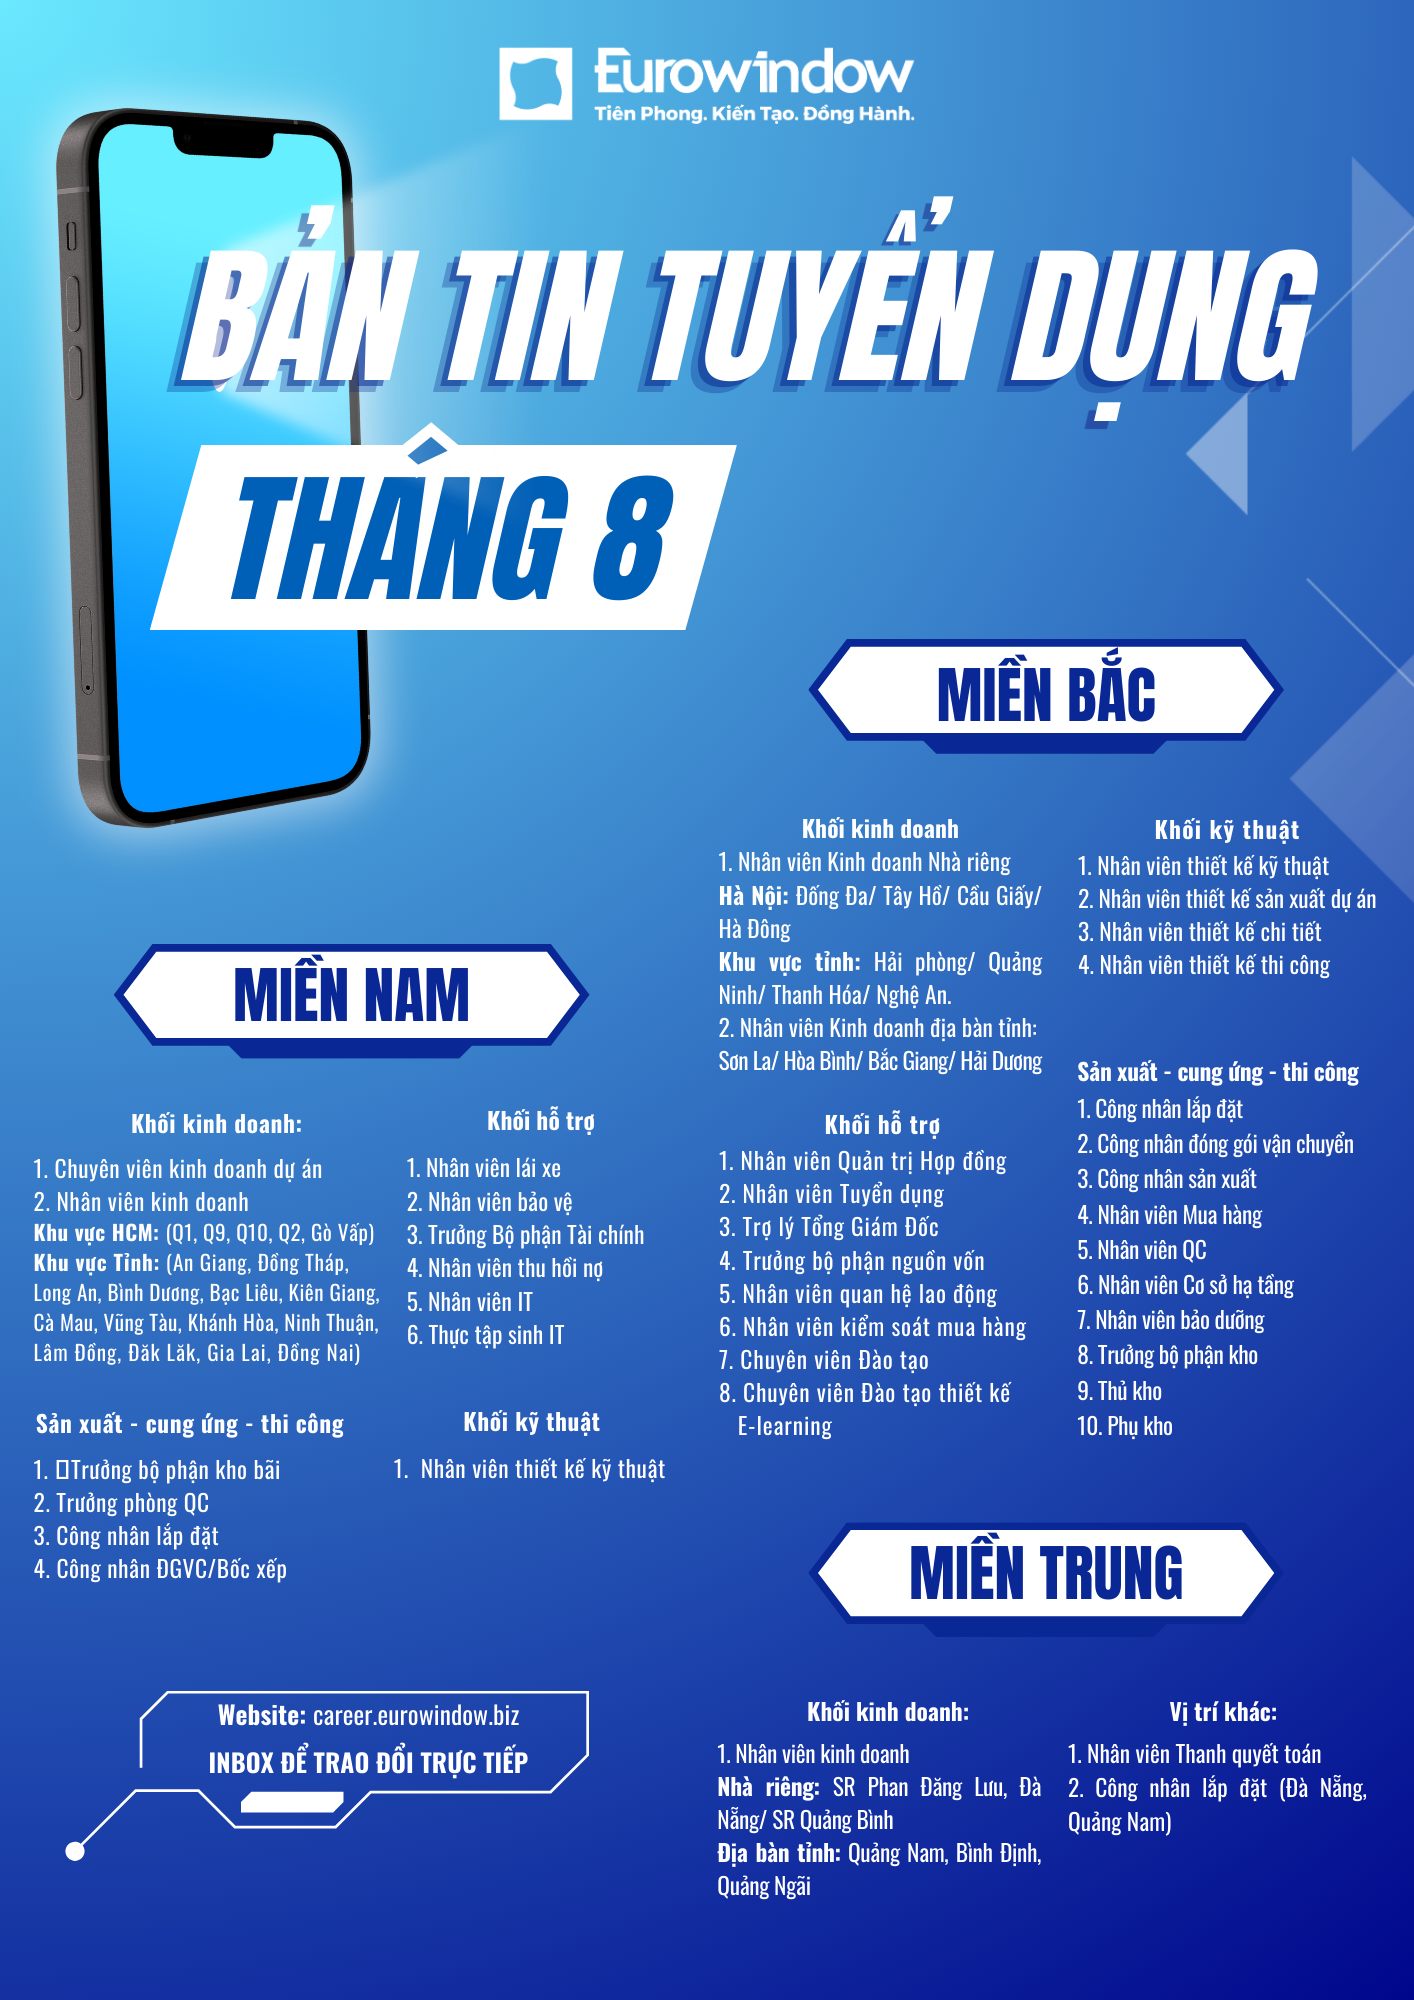 Eurowindow
Tiên Phong. Kiến Tạo. Đồng Hành.
BẢN TIN TUYỂN DỤNG
THÂNG 8
MIỀN BẮC
Khối kinh doanh
1. Nhân viên Kinh doanh Nhà riêng
Hà Nội: Đống Đa/ Tây Hồ/ Cầu Giấy/
Hà Đông
Khu vực tỉnh: Hải phòng/ Quảng
Ninh/ Thanh Hóa/ Nghệ An.
2. Nhân viên Kinh doanh địa bàn tỉnh:
Sơn La/ Hòa Bình/ Bắc Giang/ Hải Dương
Khối kỹ thuật
1. Nhân viên thiết kế kỹ thuật
2. Nhân viên thiết kế sản xuất dự án
3. Nhân viên thiết kế chi tiết
4. Nhân viên thiết kế thi công
Khối hỗ trợ
1. Nhân viên Quản trị Hợp đồng
2. Nhân viên Tuyển dụng
3. Trợ lý Tổng Giám Đốc
4. Trưởng bộ phận nguồn vốn
5. Nhân viên quan hệ lao động
6. Nhân viên kiểm soát mua hàng
7. Chuyên viên Đào tạo
8. Chuyên viên Đào tạo thiết kế
E-learning
Sản xuất - cung ứng - thi công
1. Công nhân lắp đặt
2. Công nhân đóng gói vận chuyển
3. Công nhân sản xuất
4. Nhân viên Mua hàng
5. Nhân viên QC
6. Nhân viên Cơ sở hạ tầng
7. Nhân viên bảo dưỡng
8. Trưởng bộ phận kho
9. Thủ kho
10. Phụ kho
MIỀN NAM
Khối kinh doanh:
1. Chuyên viên kinh doanh dự án
2. Nhân viên kinh doanh
Khu vực HCM: (Q1, Q9, Q10, Q2, Gò Vấp)
Khu vực Tỉnh: (An Giang, Đồng Tháp,
Long An, Bình Dương, Bạc Liêu, Kiên Giang,
Cà Mau, Vũng Tàu, Khánh Hòa, Ninh Thuận,
Lâm Đồng, Đăk Lăk, Gia Lai, Đồng Nai)
Khối hỗ trợ
1. Nhân viên lái xe
2. Nhân viên bảo vệ
3. Trưởng Bộ phận Tài chính
4. Nhân viên thu hồi nợ
5. Nhân viên IT
6. Thực tập sinh IT
Sản xuất - cung ứng - thi công
1. Trưởng bộ phận kho bãi
2. Trưởng phòng QC
3. Công nhân lắp đặt
4. Công nhân ĐGVC/Bốc xếp
Khối kỹ thuật
1. Nhân viên thiết kế kỹ thuật
MIỀN TRUNG
Khối kinh doanh:
1. Nhân viên kinh doanh
Nhà riêng: SR Phan Đăng Lưu, Đà
Nẵng/ SR Quảng Bình
Địa bàn tỉnh: Quảng Nam, Bình Định,
Quảng Ngãi
Vị trí khác:
1. Nhân viên Thanh quyết toán
2. Công nhân lắp đặt (Đà Nẵng,
Quảng Nam)
Website: career.eurowindow.biz
INBOX ĐỂ TRAO ĐỔI TRỰC TIẾP